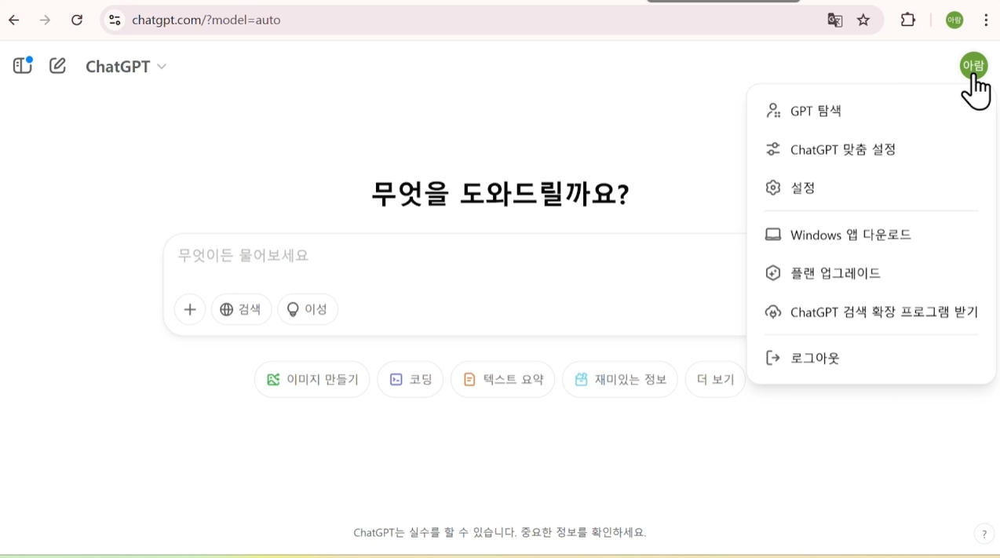 chatgpt.com/?model=auto
아람
ChatGPT
아람
GPT 탐색
ChatGPT 맞춤 설정
설정
Windows 앱 다운로드
플랜 업그레이드
ChatGPT 검색 확장 프로그램 받기
로그아웃
무엇을 도와드릴까요?
무엇이든 물어보세요
검색
이성
이미지 만들기
코딩
텍스트 요약
재미있는 정보
더 보기
ChatGPT는 실수를 할 수 있습니다. 중요한 정보를 확인하세요.
?